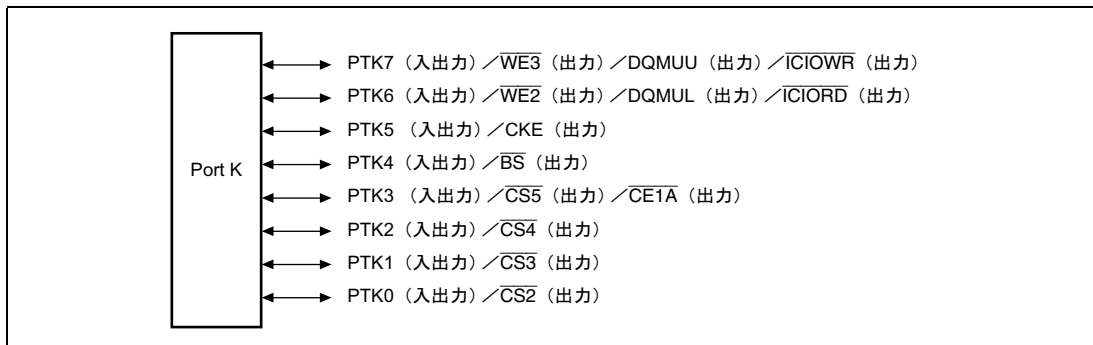 PTK7（入出力）／WE3（出力）／DQMUU（出力）／ICIOWR（出力）
PTK6（入出力）／WE2（出力）／DQMUL（出力）／ICIORD（出力）
PTK5 （入出力）／CKE（出力）
PTK4（入出力）／BS（出力）
Port K
PTK3 （入出力）／CS5（出力）／CE1A（出力）
PTK2（入出力）／CS4（出力）
PTK1（入出力）／CS3（出力）
PTK0（入出力）／CS2（出力）